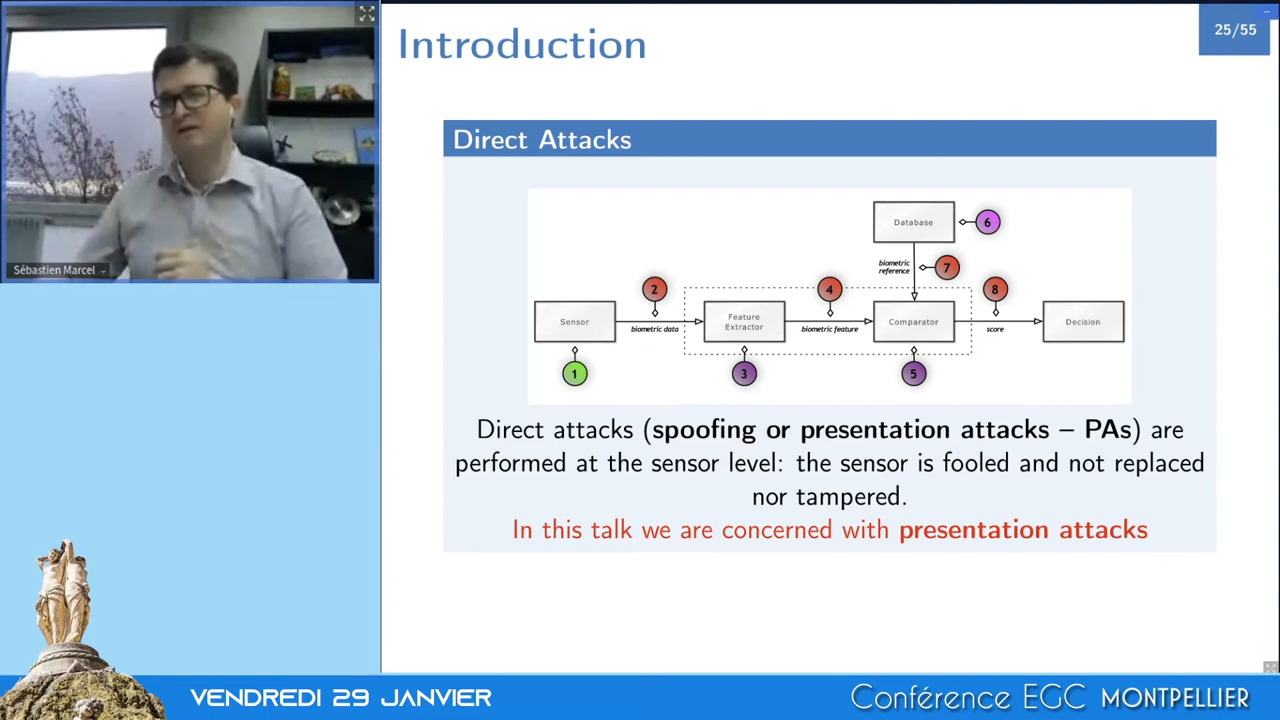 Introduction
25/55
Direct Attacks
Database
6
biometric
reference
7
2
4
8
Sensor
biometric data
Feature
Extractor
biometric feature
Comparator
score
Decision
1
3
5
Direct attacks (spoofing or presentation attacks – PAs) are
performed at the sensor level: the sensor is fooled and not replaced
nor tampered.
In this talk we are concerned with presentation attacks
Sébastien Marcel
VENDREDI 29 JANVIER
Conférence EGC MONTPELLIER